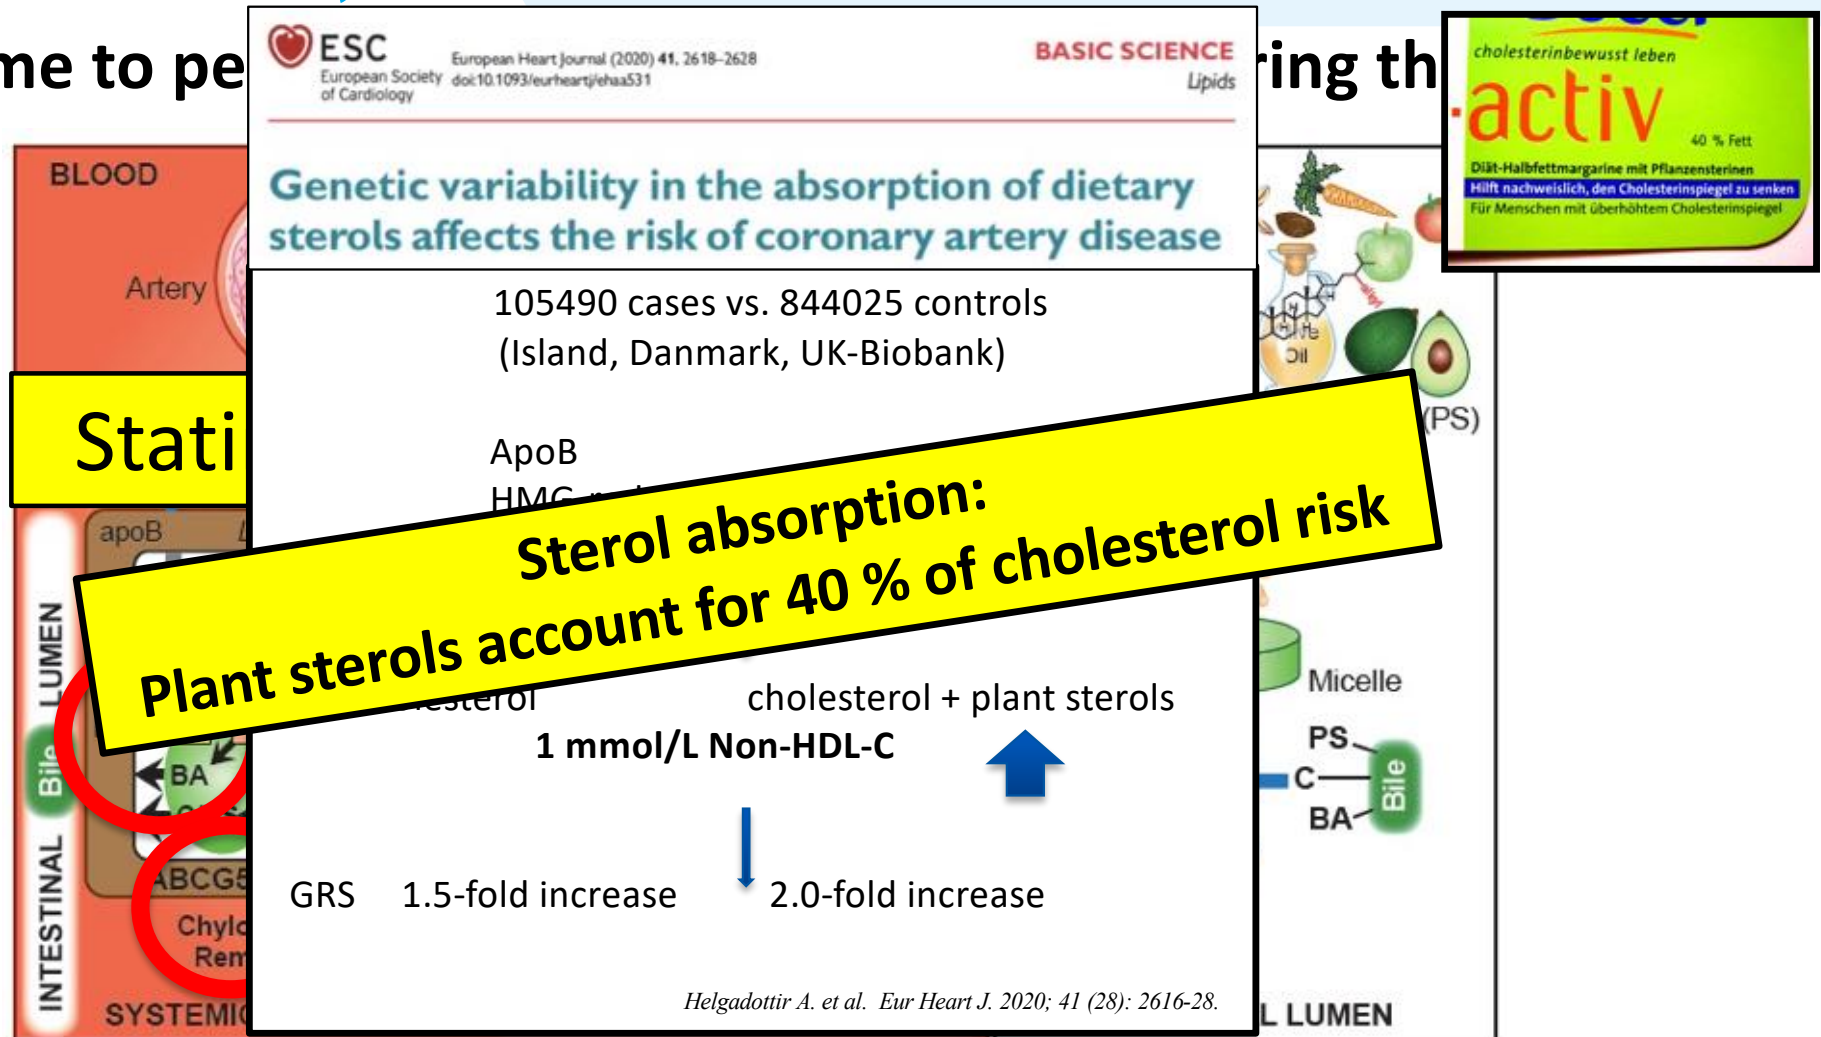 me to pe
ring th
ESC
European Society
of Cardiology
European Heart Journal (2020) 41, 2618–2628
doi:10.1093/eurheartj/ehaa531
BASIC SCIENCE
Lipids
Genetic variability in the absorption of dietary
sterols affects the risk of coronary artery disease
cholesterinbewusst leben
activ
40 % Fett
Diät-Halbfettmargarine mit Pflanzensterinen
Hilft nachweislich, den Cholesterinspiegel zu senken
Für Menschen mit überhöhtem Cholesterinspiegel
BLOOD
Artery
105490 cases vs. 844025 controls
(Island, Danmark, UK-Biobank)
Oil
(PS)
Stati
ApoB
apoB
Sterol absorption:
Plant sterols account for 40 % of cholesterol risk
cholesterol + plant sterols
1 mmol/L Non-HDL-C
Micelle
PS
C
BA
Bile
INTESTINAL Bile LUMEN
BA
ABCG5
Chylo
Rem
GRS 1.5-fold increase 2.0-fold increase
Helgadottir A. et al. Eur Heart J. 2020; 41 (28): 2616-28.
SYSTEMIC
L LUMEN